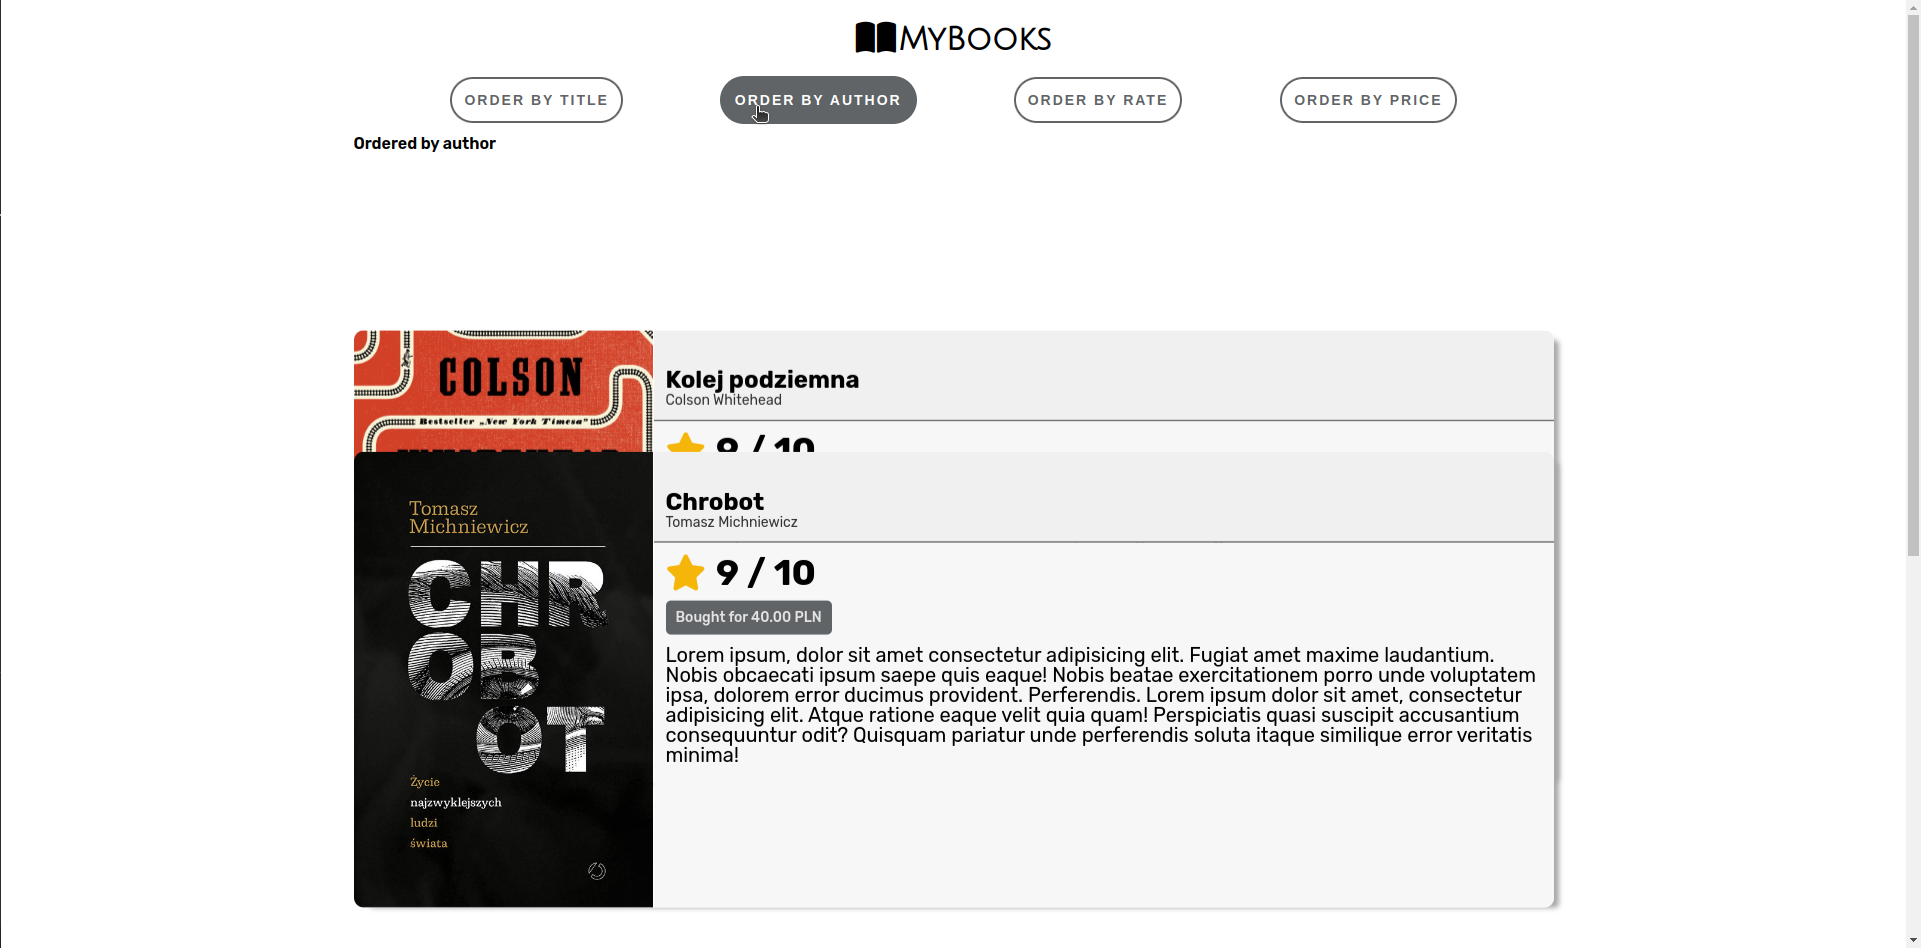 MYBOOKS
ORDER BY TITLE
ORDER BY AUTHOR
ORDER BY RATE
ORDER BY PRICE
Ordered by author
COLSON
Bestseller „New York Timesa"
Kolej podziemna
Colson Whitehead
9 / 10
Tomasz
Michniewicz
CHR
OB
OT
Życie
najzwyklejszych
ludzi
świata
Chrobot
Tomasz Michniewicz
9 / 10
Bought for 40.00 PLN
Lorem ipsum, dolor sit amet consectetur adipisicing elit. Fugiat amet maxime laudantium.
Nobis obcaecati ipsum saepe quis eaque! Nobis beatae exercitationem porro unde voluptatem
ipsa, dolorem error ducimus provident. Perferendis. Lorem ipsum dolor sit amet, consectetur
adipisicing elit. Atque ratione eaque velit quia quam! Perspiciatis quasi suscipit accusantium
consequuntur odit? Quisquam pariatur unde perferendis soluta itaque similique error veritatis
minima!